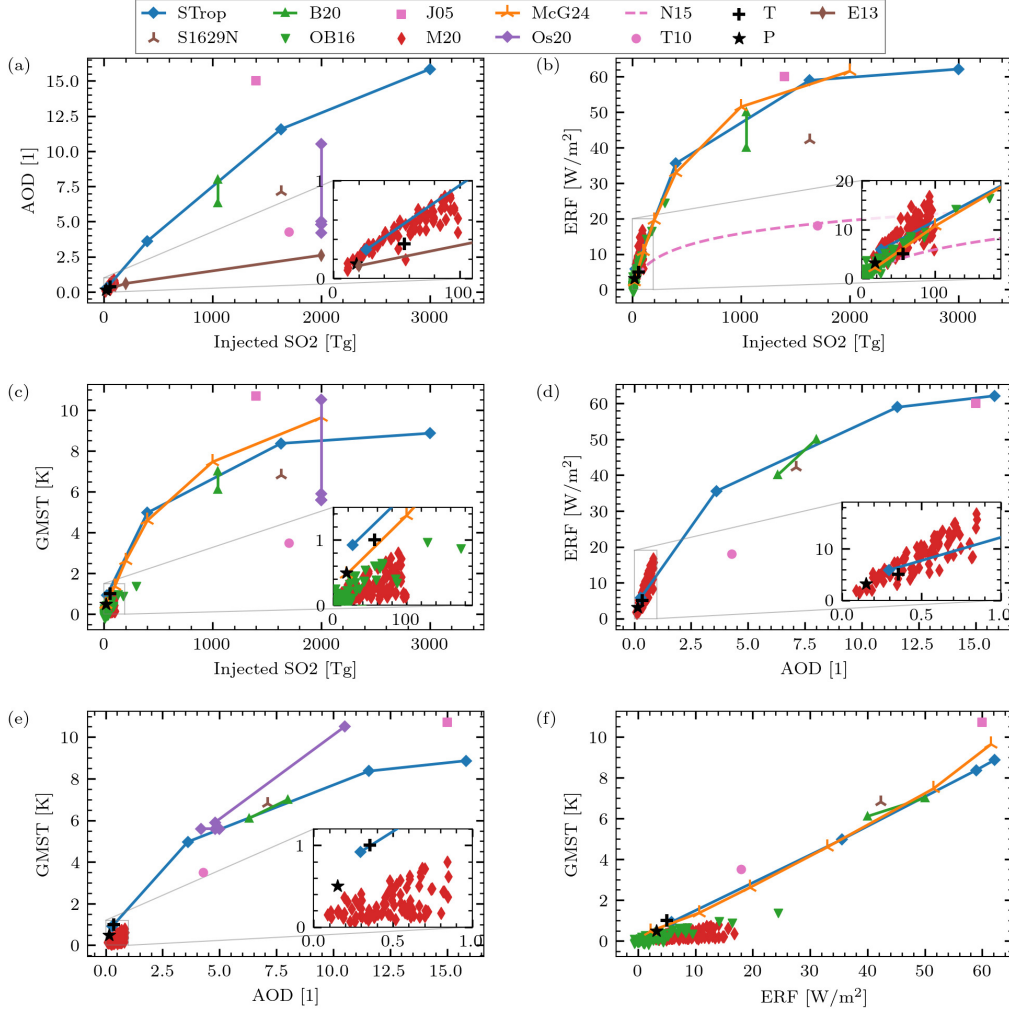 STrop B20 J05 McG24 N15 T E13
S1629N OB16 M20 Os20 T10 P
(a)
15.0
12.5
10.0
7.5
5.0
2.5
0.0
AOD [1]
1
0
0 100
0 1000 2000 3000
Injected SO2 [Tg]
(b)
60
50
40
30
20
10
0
ERF [W/m²]
20
10
0
0 100
0 1000 2000 3000
Injected SO2 [Tg]
(c)
10
8
6
4
2
0
GMST [K]
1
0
0 100
0 1000 2000 3000
Injected SO2 [Tg]
(d)
60
50
40
30
20
10
0
ERF [W/m²]
10
0
0.0 0.5 1.0
0.0 2.5 5.0 7.5 10.0 12.5 15.0
AOD [1]
(e)
10
8
6
4
2
0
GMST [K]
1
0
0.0 0.5 1.0
0.0 2.5 5.0 7.5 10.0 12.5 15.0
AOD [1]
(f)
10
8
6
4
2
0
GMST [K]
0 10 20 30 40 50 60
ERF [W/m²]